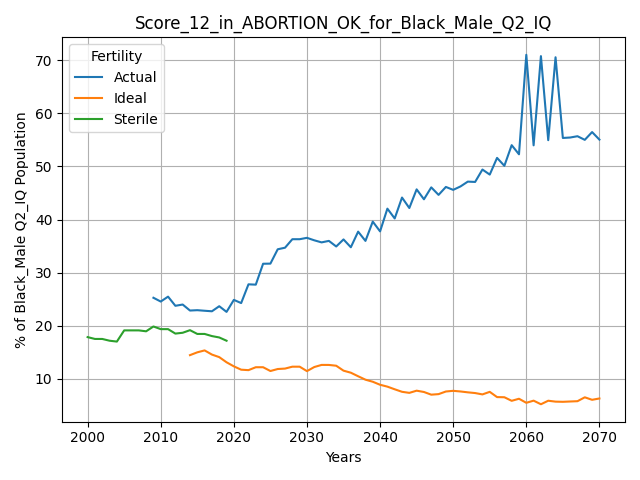 Score_12_in_ABORTION_OK_for_Black_Male_Q2_IQ
Fertility
Actual
Ideal
Sterile
% of Black_Male Q2_IQ Population
70
60
50
40
30
20
10
2000 2010 2020 2030 2040 2050 2060 2070
Years